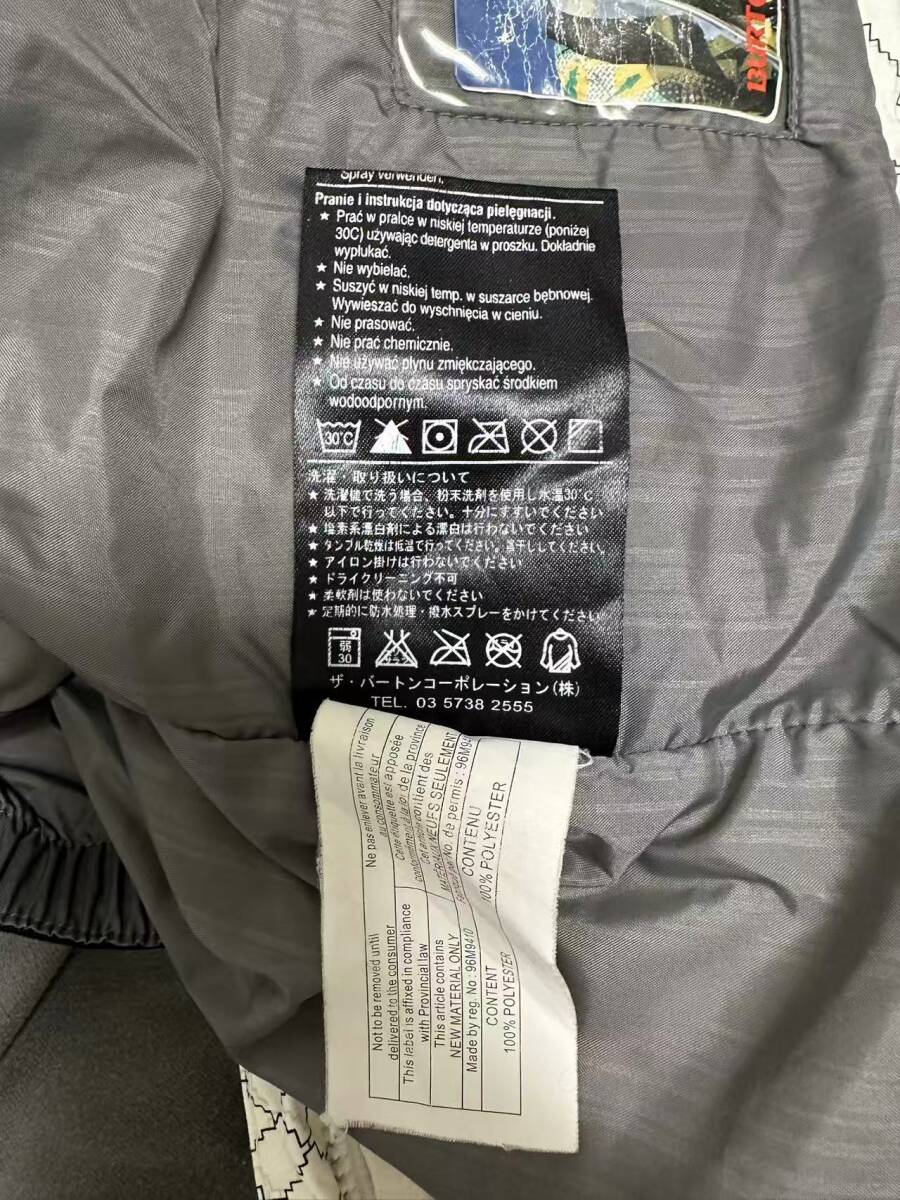 BURTO
Spray verwenden.
Pranie i instrukcja dotycząca pielęgnacji.
★ Prać w pralce w niskiej temperaturze (poniżej
30C) używając detergenta w proszku. Dokładnie
wypłukać.
★ Nie wybielać.
★ Suszyć w niskiej temp. w suszarce bębnowej.
Wywieszać do wyschnięcia w cieniu.
★ Nie prasować.
★ Nie prać chemicznie.
★ Nie używać płynu zmiękczającego.
★ Od czasu do czasu spryskać środkiem
wodoodpornym.
30°C
洗濯・取り扱いについて
★ 洗濯機で洗う場合、粉末洗剤を使用し水温30°C
以下で行ってください。十分にすすいでください
★ 塩素系漂白剤による漂白は行わないでください
★ タンブル乾燥は低温で行ってください。陰干ししてください。
★ アイロン掛けは行わないでください
★ ドライクリーニング不可
★ 柔軟剤は使わないでください
★ 定期的に防水処理・撥水スプレーをかけてください
弱
30
ザ・バートンコーポレーション(株)
TEL. 03 5738 2555
Ne pas enlever avant la livraison
au consommateur
Cette étiquette est apposée
conformément à la loi de la province
Cet article contient des
MATÉRIAUX NEUFS SEULEMENT
No. de permis : 96M94
CONTENU
100% POLYESTER
Not to be removed until
delivered to the consumer
This label is affixed in compliance
with Provincial law
This article contains
NEW MATERIAL ONLY
Made by reg. No : 96M9410
CONTENT
100% POLYESTER